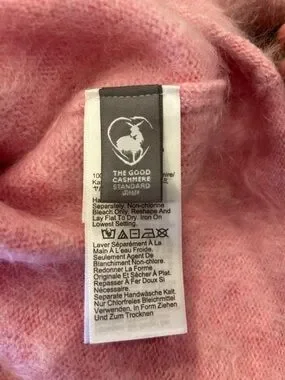 THE GOOD
CASHMERE
STANDARD
100
Separately. Non-chlorine
Bleach Only. Reshape And
Lay Flat To Dry. Iron On
Lowest Setting.
Laver Séparément À La
Main À L'eau Froide.
Seulement Agent De
Blanchiment Non-chlore.
Redonner La Forme
Originale Et Sécher À Plat.
Repasser À Fer Doux Si
Nécessaire.
Separate Handwäsche Kalt.
Nur Chlorfreies Bleichmittel
Verwenden, In Form Ziehen
Und Zum Trocknen